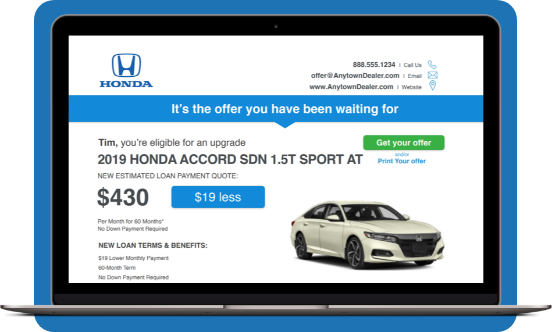 HONDA
888.555.1234 | Call Us
offer@AnytownDealer.com | Email
www.AnytownDealer.com | Website
It's the offer you have been waiting for
Tim, you're eligible for an upgrade
2019 HONDA ACCORD SDN 1.5T SPORT AT
Get your offer
and/or
Print Your offer
NEW ESTIMATED LOAN PAYMENT QUOTE:
$430
$19 less
Per Month for 60 Months*
No Down Payment Required
NEW LOAN TERMS & BENEFITS:
$19 Lower Monthly Payment
60-Month Term
No Down Payment Required